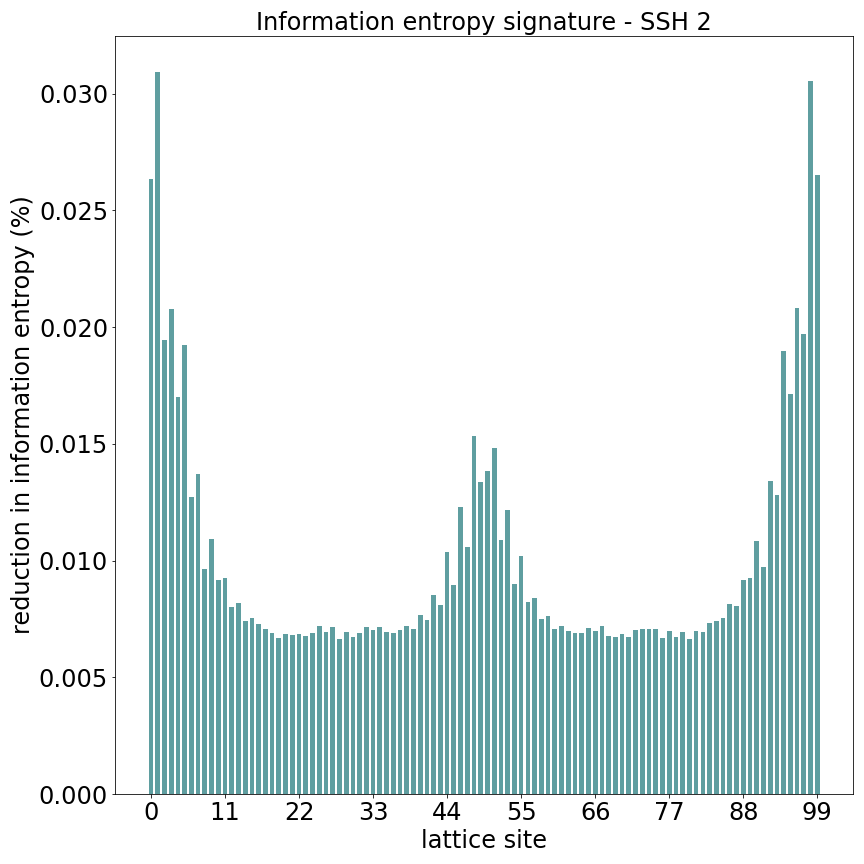 Information entropy signature - SSH 2
reduction in information entropy (%)
0.030
0.025
0.020
0.015
0.010
0.005
0.000
0 11 22 33 44 55 66 77 88 99
lattice site